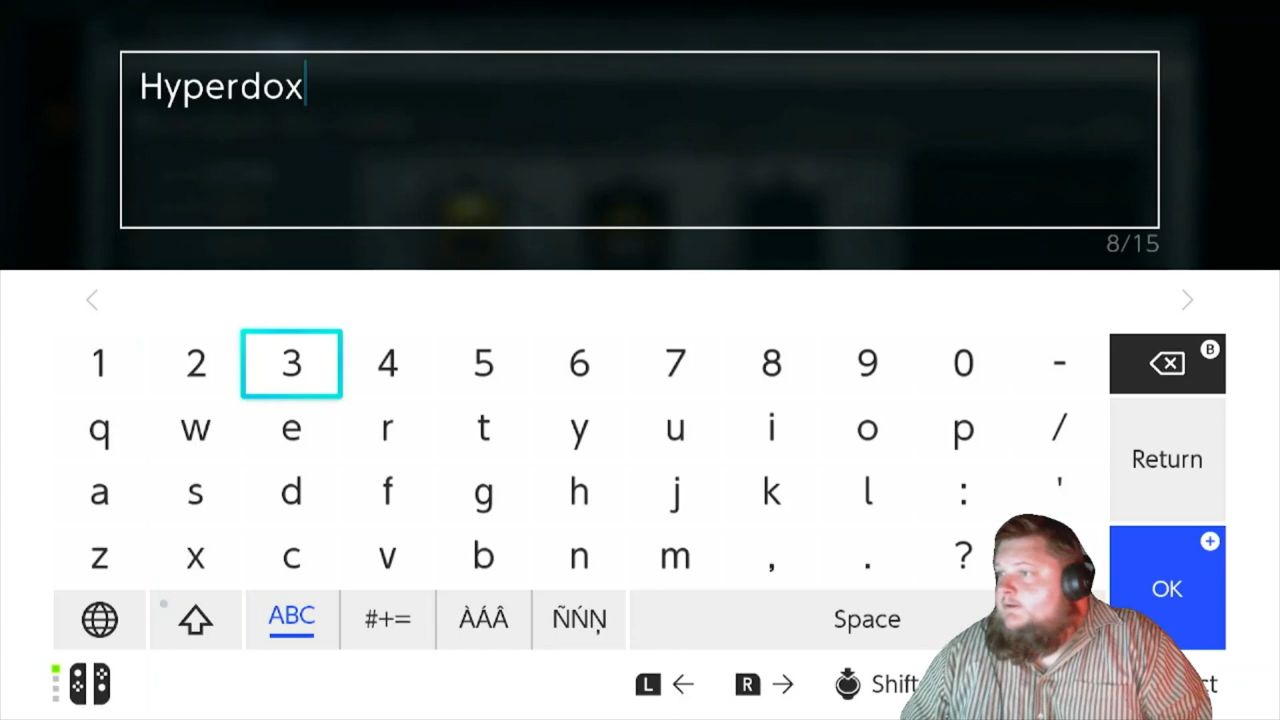 Hyperdox
8/15
1 2 3 4 5 6 7 8 9 0 -
B
q w e r t y u i o p /
Return
a s d f g h j k l : '
z x c v b n m , . ?
+
OK
ABC #+= ÀÁÂ ÑŃŅ Space
L ← R → Shift